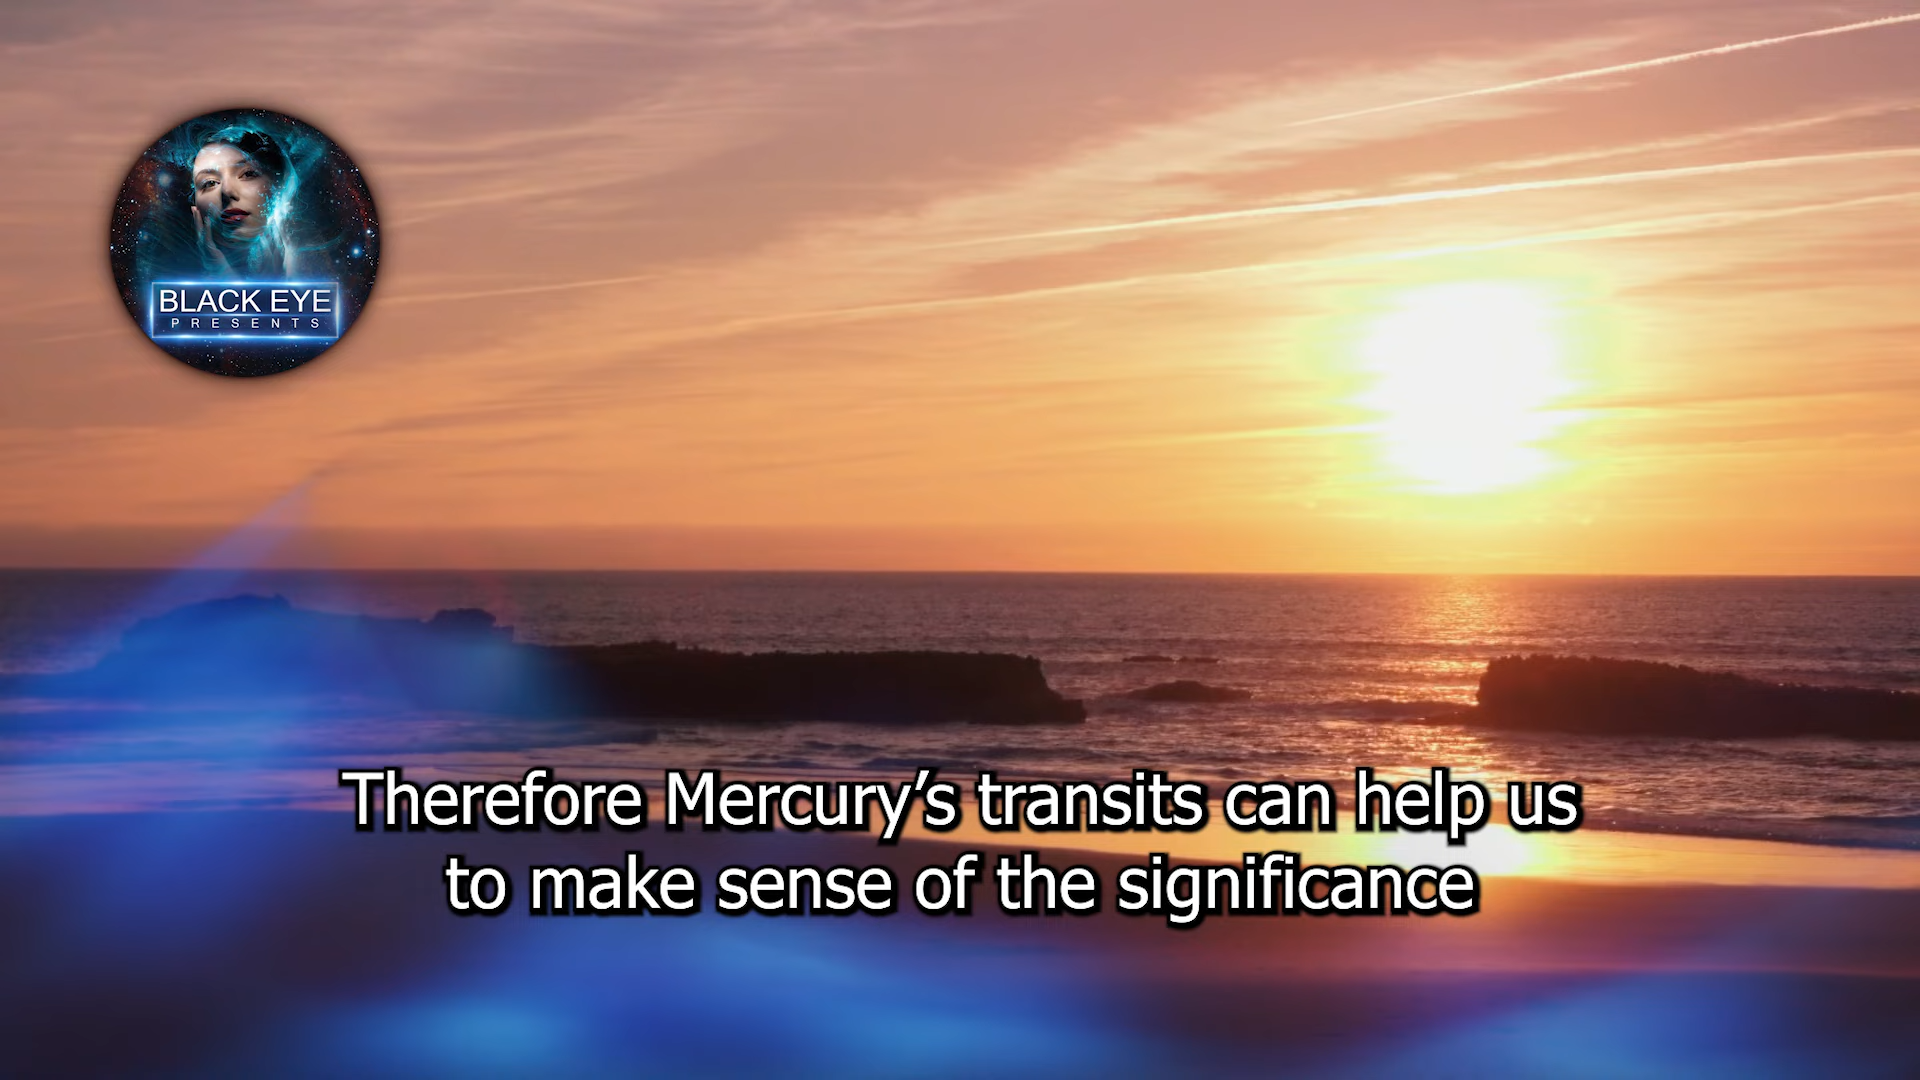 BLACK EYE
PRESENTS
Therefore Mercury’s transits can help us
to make sense of the significance